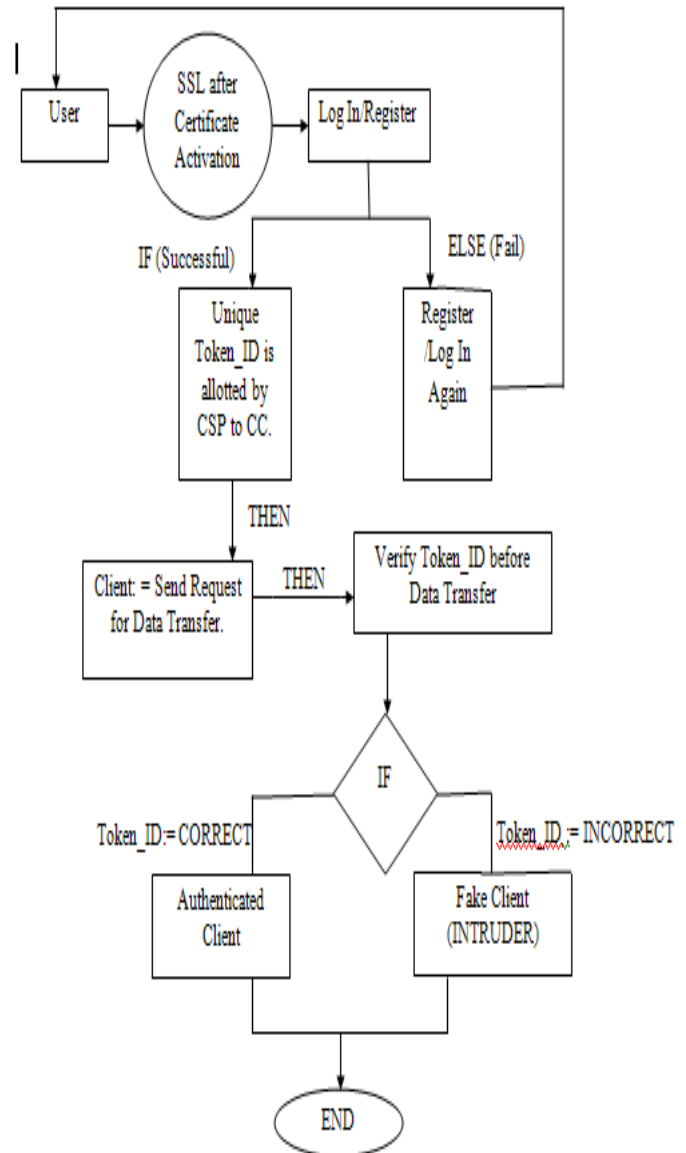 User
SSL after
Certificate
Activation
Log In/Register
IF (Successful)
ELSE (Fail)
Unique
Token_ID is
allotted by
CSP to CC.
Register
/Log In
Again
THEN
Client: = Send Request
for Data Transfer.
THEN
Verify Token_ID before
Data Transfer
IF
Token_ID:= CORRECT
Token_ID := INCORRECT
Authenticated
Client
Fake Client
(INTRUDER)
END